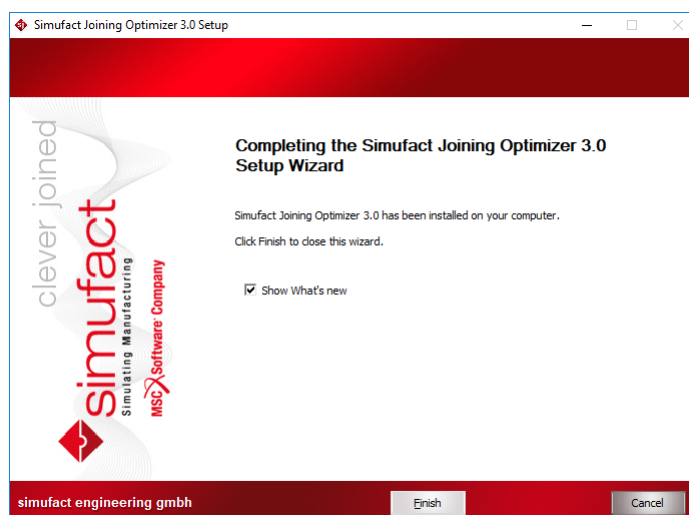 Simufact Joining Optimizer 3.0 Setup
clever joined
simufact
Simulating Manufacturing
MSC Software Company
Completing the Simufact Joining Optimizer 3.0
Setup Wizard
Simufact Joining Optimizer 3.0 has been installed on your computer.
Click Finish to close this wizard.
Show What's new
simufact engineering gmbh
Finish
Cancel